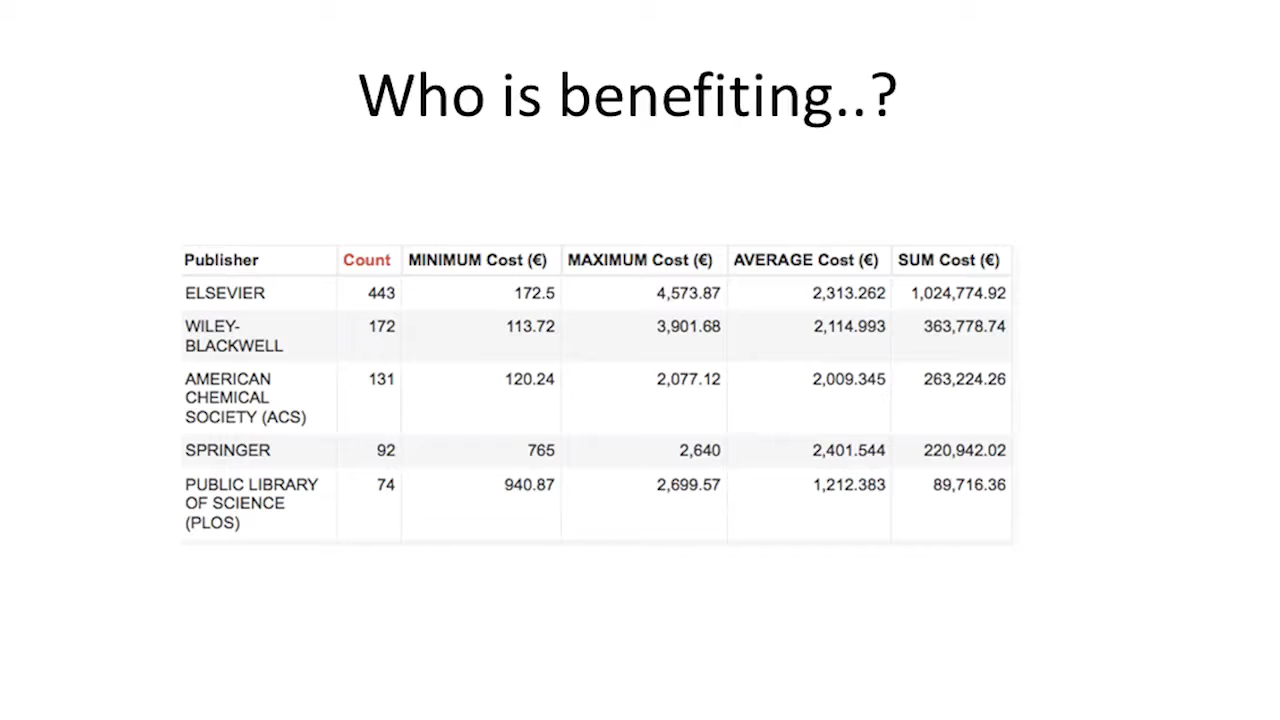 Who is benefiting..?
Publisher Count MINIMUM Cost (€) MAXIMUM Cost (€) AVERAGE Cost (€) SUM Cost (€)
ELSEVIER 443 172.5 4,573.87 2,313.262 1,024,774.92
WILEY- 172 113.72 3,901.68 2,114.993 363,778.74
BLACKWELL
AMERICAN 131 120.24 2,077.12 2,009.345 263,224.26
CHEMICAL
SOCIETY (ACS)
SPRINGER 92 765 2,640 2,401.544 220,942.02
PUBLIC LIBRARY 74 940.87 2,699.57 1,212.383 89,716.36
OF SCIENCE
(PLOS)